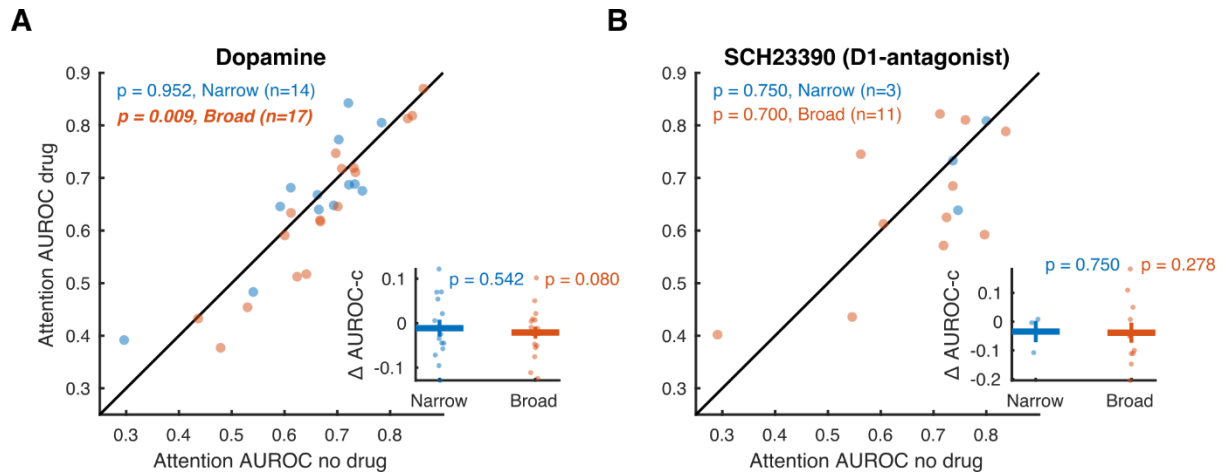 A
Dopamine
p = 0.952, Narrow (n=14)
p = 0.009, Broad (n=17)
Attention AUROC drug
0.9
0.8
0.7
0.6
0.5
0.4
0.3
0.3 0.4 0.5 0.6 0.7 0.8
Attention AUROC no drug
Δ AUROC-c
0.1
0
-0.1
p = 0.542
p = 0.080
Narrow Broad
B
SCH23390 (D1-antagonist)
p = 0.750, Narrow (n=3)
p = 0.700, Broad (n=11)
0.9
0.8
0.7
0.6
0.5
0.4
0.3
0.3 0.4 0.5 0.6 0.7 0.8
Attention AUROC no drug
Δ AUROC-c
0.1
0
-0.1
-0.2
p = 0.750
p = 0.278
Narrow Broad